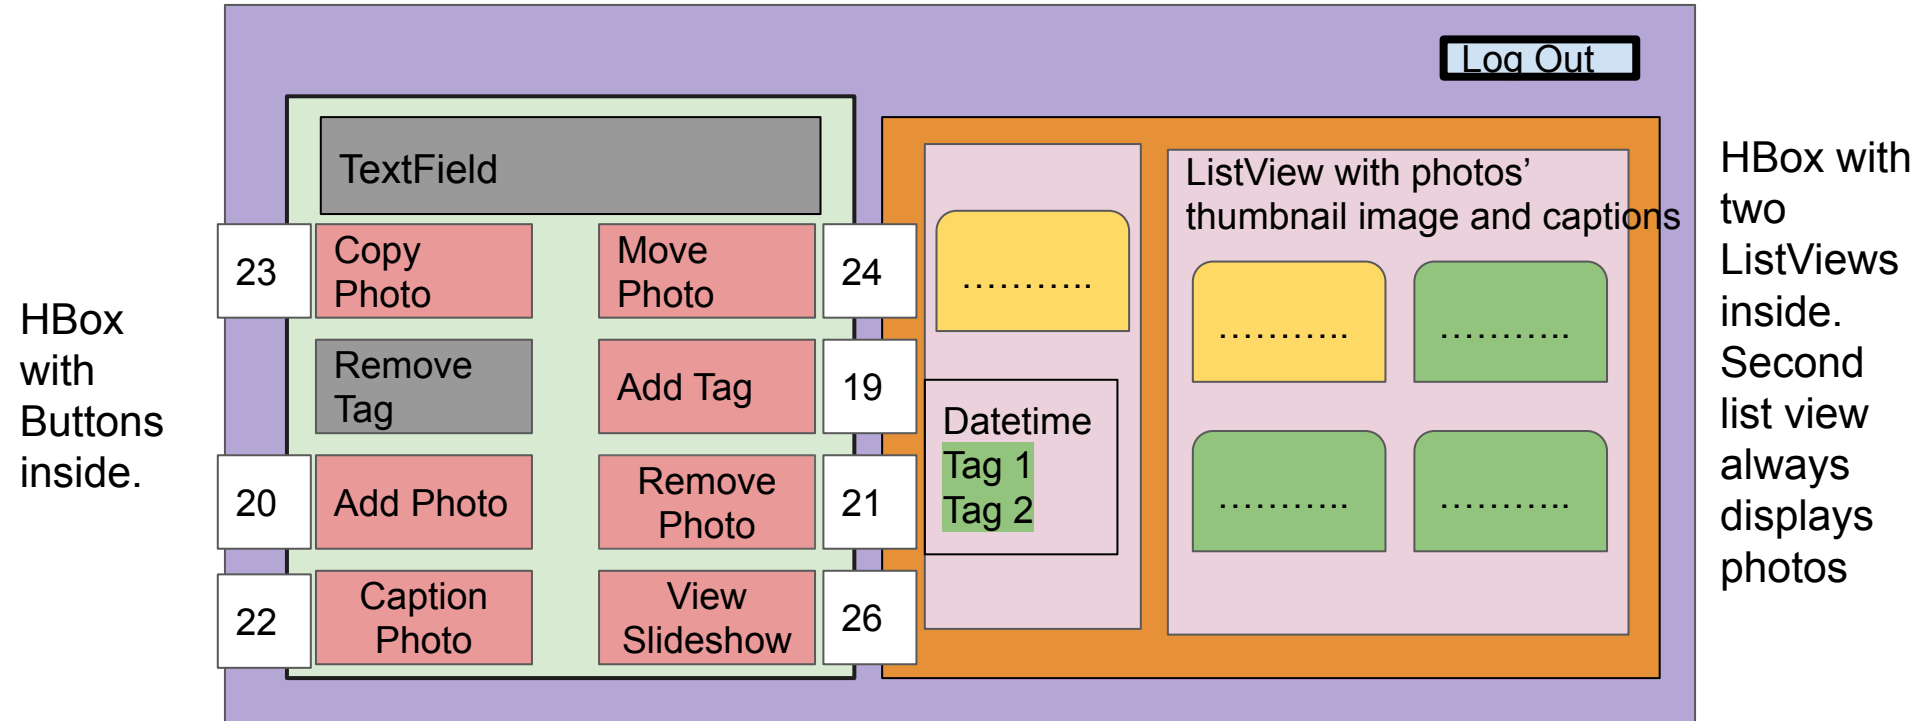 Log Out
HBox
with
Buttons
inside.
TextField
23
Copy
Photo
Move
Photo
24
Remove
Tag
Add Tag
19
20
Add Photo
Remove
Photo
21
22
Caption
Photo
View
Slideshow
26
………..
Datetime
Tag 1
Tag 2
ListView with photos’
thumbnail image and captions
………..
………..
………..
………..
HBox with
two
ListViews
inside.
Second
list view
always
displays
photos